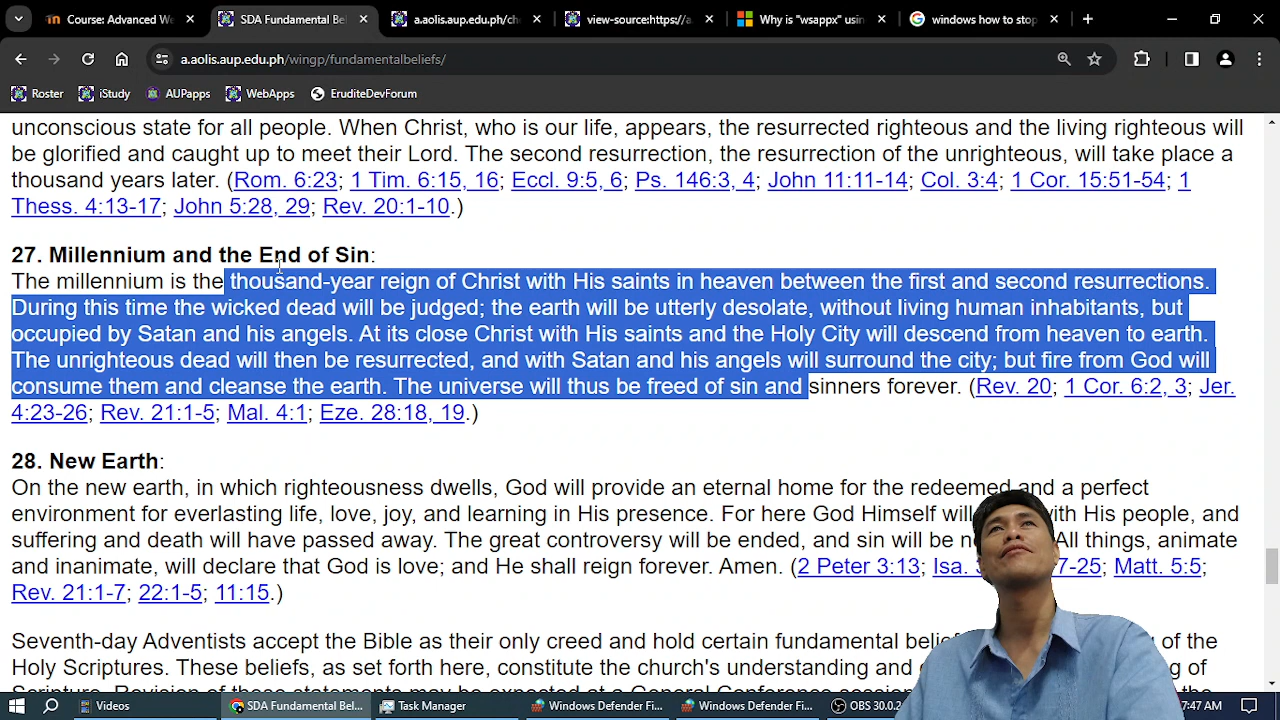 Course: Advanced We
SDA Fundamental Bel
a.aolis.aup.edu.ph/che
view-source:https://a.
Why is "wsappx" usin
windows how to stop
a.aolis.aup.edu.ph/wingp/fundamentalbeliefs/
Roster
iStudy
AUPapps
WebApps
EruditeDevForum
unconscious state for all people. When Christ, who is our life, appears, the resurrected righteous and the living righteous will
be glorified and caught up to meet their Lord. The second resurrection, the resurrection of the unrighteous, will take place a
thousand years later. (Rom. 6:23; 1 Tim. 6:15, 16; Eccl. 9:5, 6; Ps. 146:3, 4; John 11:11-14; Col. 3:4; 1 Cor. 15:51-54; 1
Thess. 4:13-17; John 5:28, 29; Rev. 20:1-10.)
27. Millennium and the End of Sin:
The millennium is the thousand-year reign of Christ with His saints in heaven between the first and second resurrections.
During this time the wicked dead will be judged; the earth will be utterly desolate, without living human inhabitants, but
occupied by Satan and his angels. At its close Christ with His saints and the Holy City will descend from heaven to earth.
The unrighteous dead will then be resurrected, and with Satan and his angels will surround the city; but fire from God will
consume them and cleanse the earth. The universe will thus be freed of sin and sinners forever. (Rev. 20; 1 Cor. 6:2, 3; Jer.
4:23-26; Rev. 21:1-5; Mal. 4:1; Eze. 28:18, 19.)
28. New Earth:
On the new earth, in which righteousness dwells, God will provide an eternal home for the redeemed and a perfect
environment for everlasting life, love, joy, and learning in His presence. For here God Himself will with His people, and
suffering and death will have passed away. The great controversy will be ended, and sin will be All things, animate
and inanimate, will declare that God is love; and He shall reign forever. Amen. (2 Peter 3:13; Isa. 7-25; Matt. 5:5;
Rev. 21:1-7; 22:1-5; 11:15.)
Seventh-day Adventists accept the Bible as their only creed and hold certain fundamental of the
Holy Scriptures. These beliefs, as set forth here, constitute the church's understanding and of
Videos
SDA Fundamental Bel...
Task Manager
Windows Defender Fi...
Windows Defender Fi...
OBS 30.0.
7:47 AM